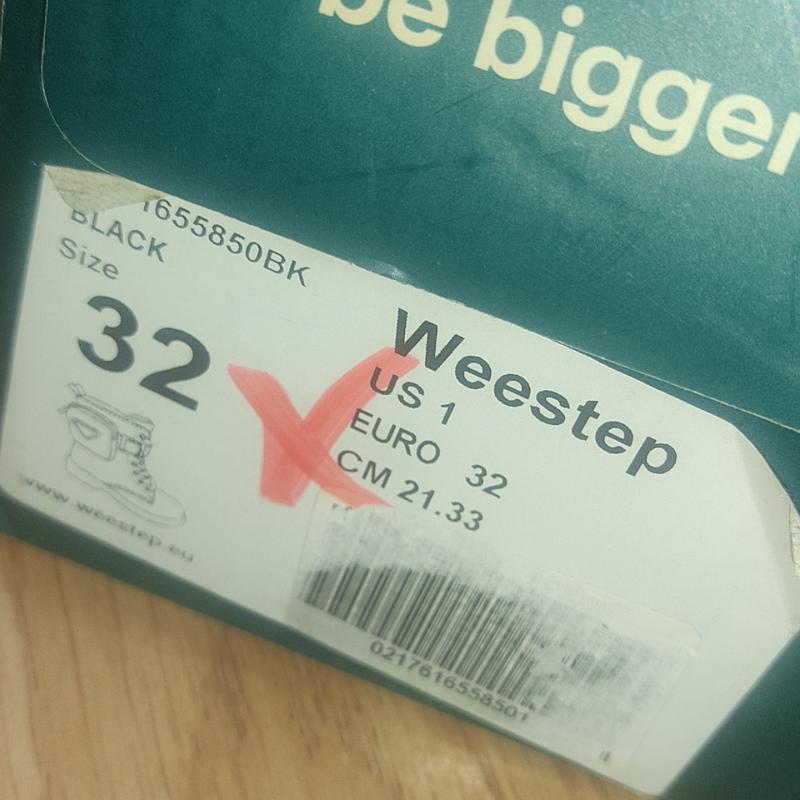 be bigger
1655850BK
BLACK
Size
32
www.weestep.eu
Weestep
US 1
EURO 32
CM 21.33
0217616558501